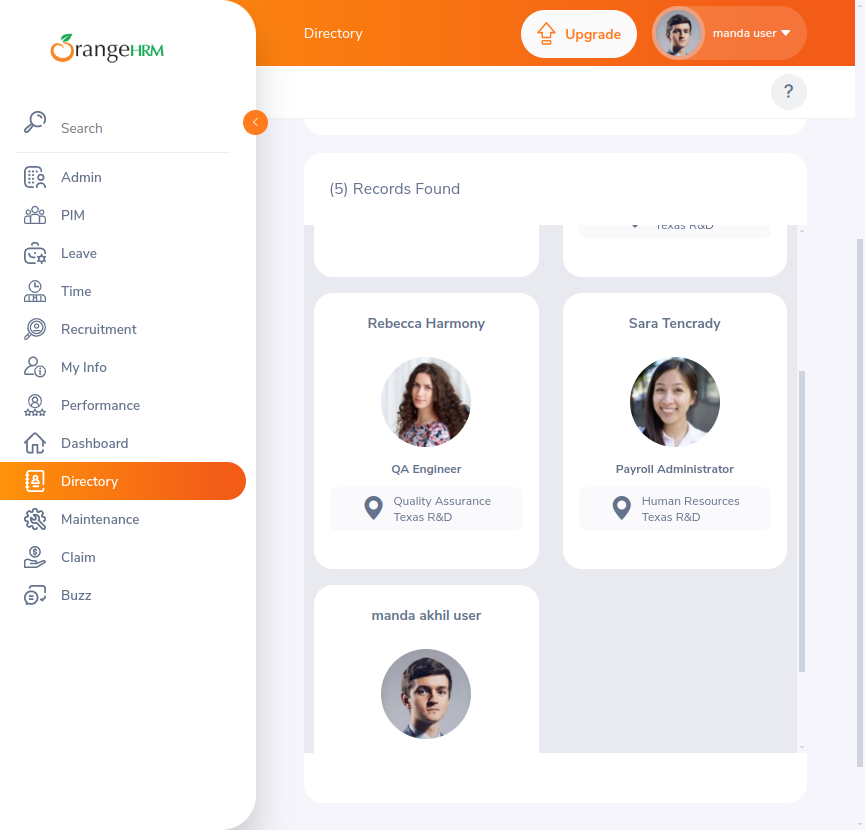 OrangeHRM
Directory
Upgrade
manda user
?
Search
Admin
PIM
Leave
Time
Recruitment
My Info
Performance
Dashboard
Directory
Maintenance
Claim
Buzz
(5) Records Found
Texas R&D
Rebecca Harmony
QA Engineer
Quality Assurance
Texas R&D
Sara Tencrady
Payroll Administrator
Human Resources
Texas R&D
manda akhil user